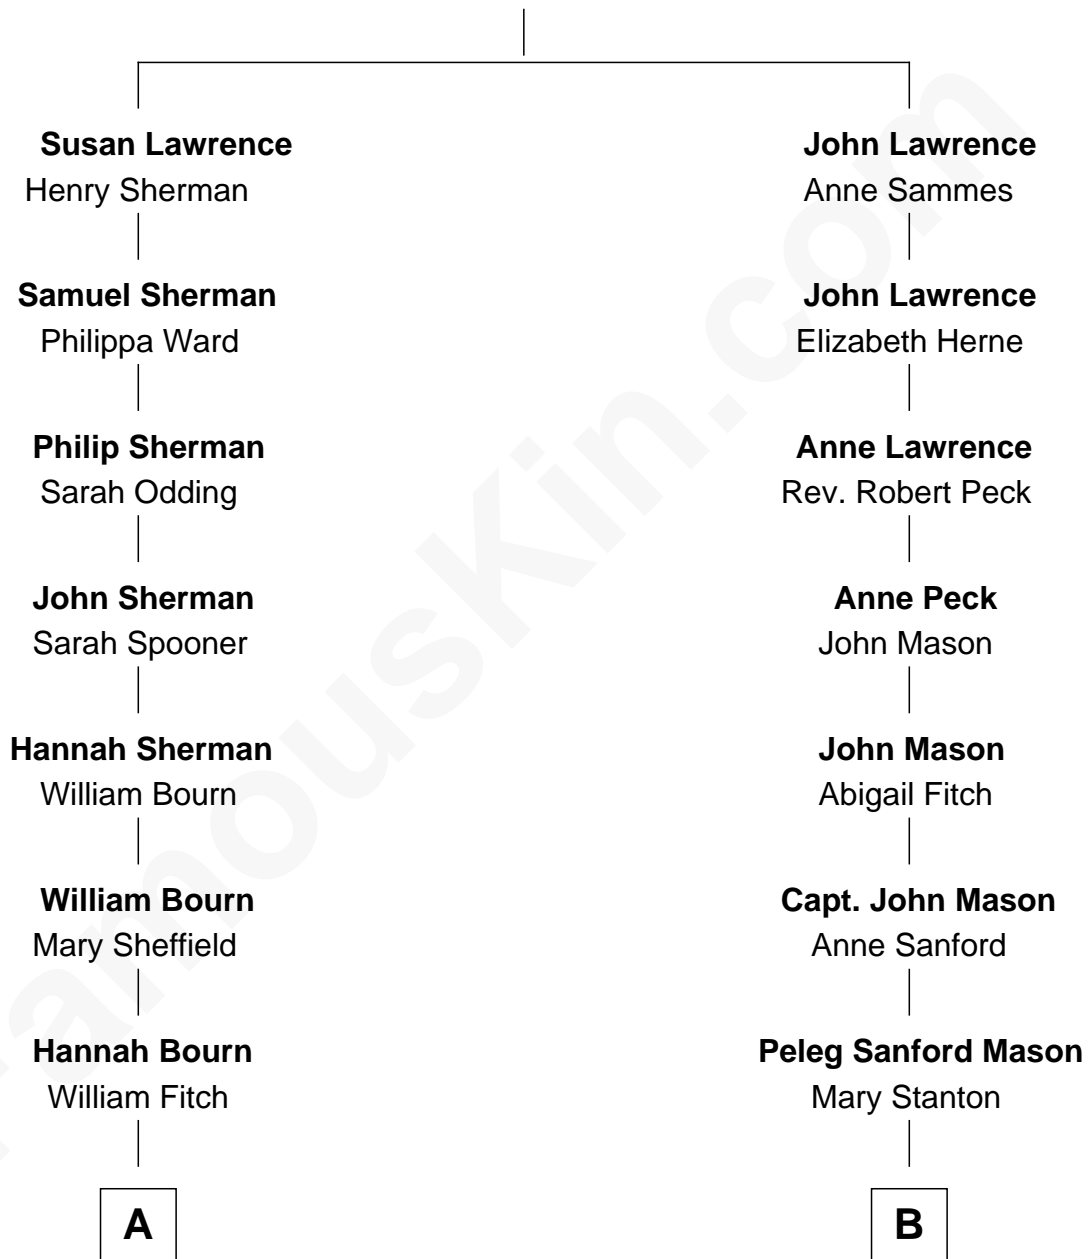 Susan Lawrence
Henry Sherman
Samuel Sherman
Philippa Ward
Philip Sherman
Sarah Odding
John Sherman
Sarah Spooner
Hannah Sherman
William Bourn
William Bourn
Mary Sheffield
Hannah Bourn
William Fitch
A
John Lawrence
Anne Sammes
John Lawrence
Elizabeth Herne
Anne Lawrence
Rev. Robert Peck
Anne Peck
John Mason
John Mason
Abigail Fitch
Capt. John Mason
Anne Sanford
Peleg Sanford Mason
Mary Stanton
B
FamousKin.com